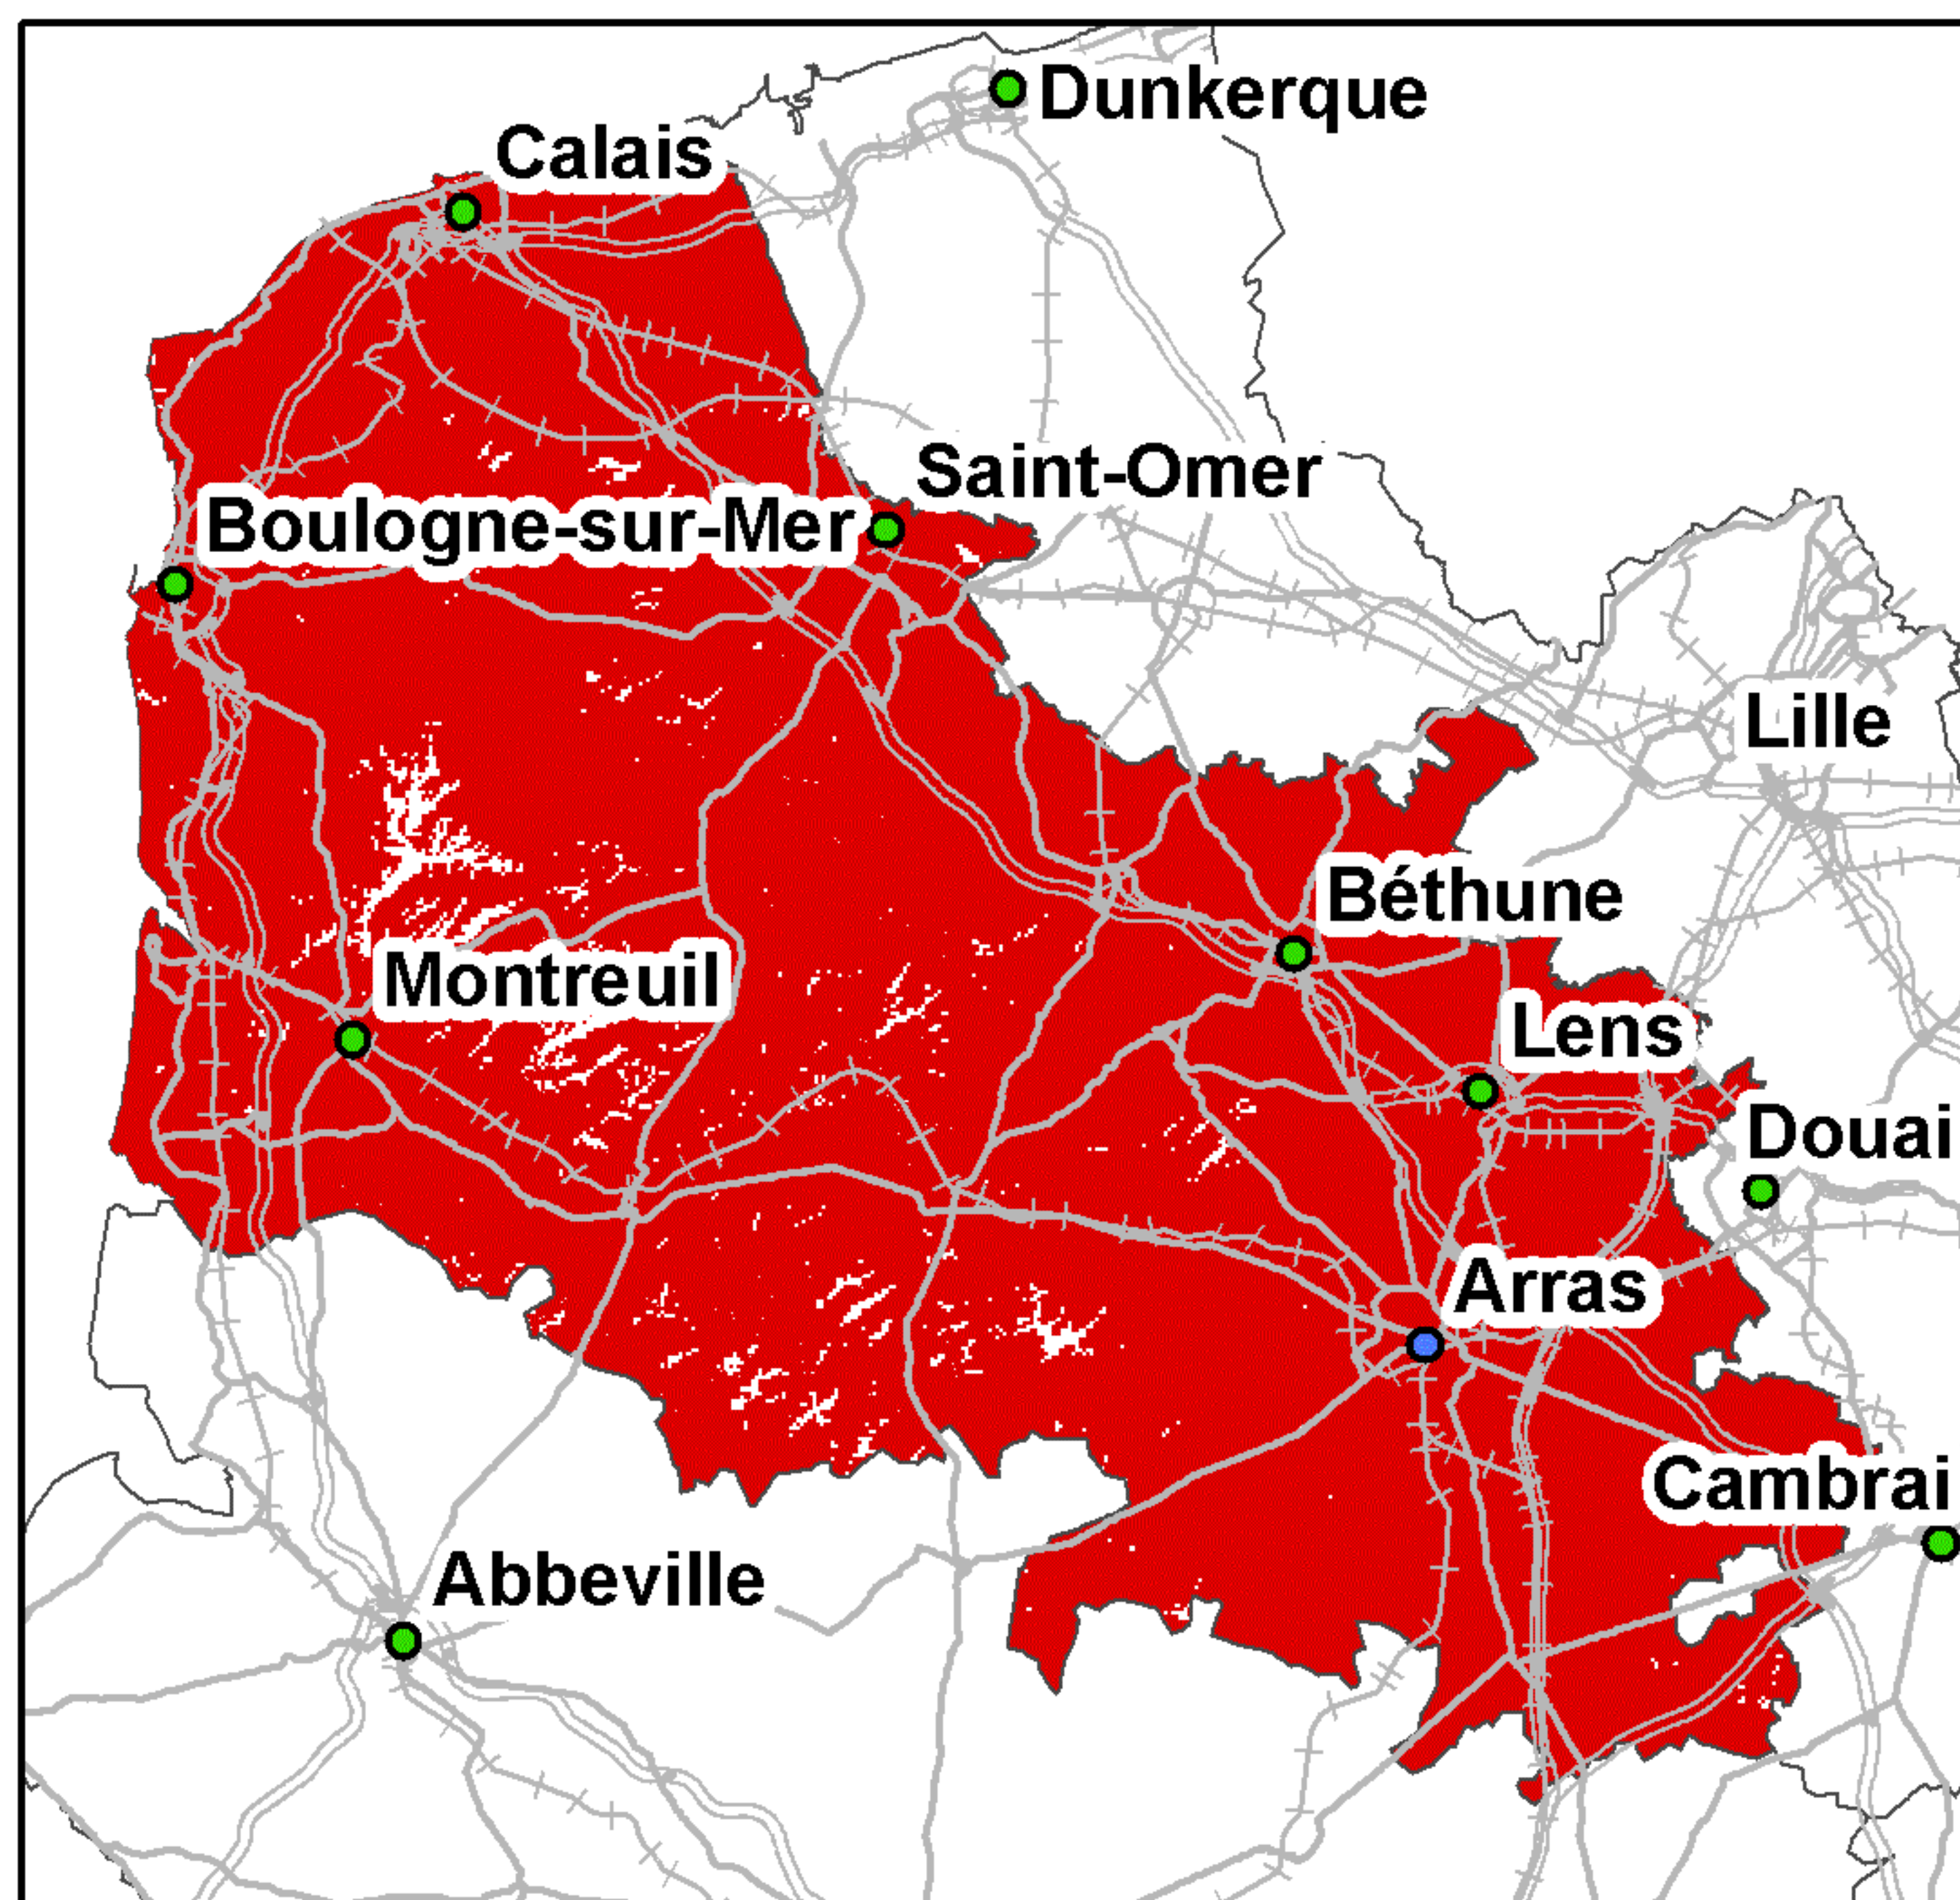 Dunkerque
Calais
Saint-Omer
Boulogne-sur-Mer
Lille
Béthune
Montreuil
Lens
Douai
Arras
Cambrai
Abbeville